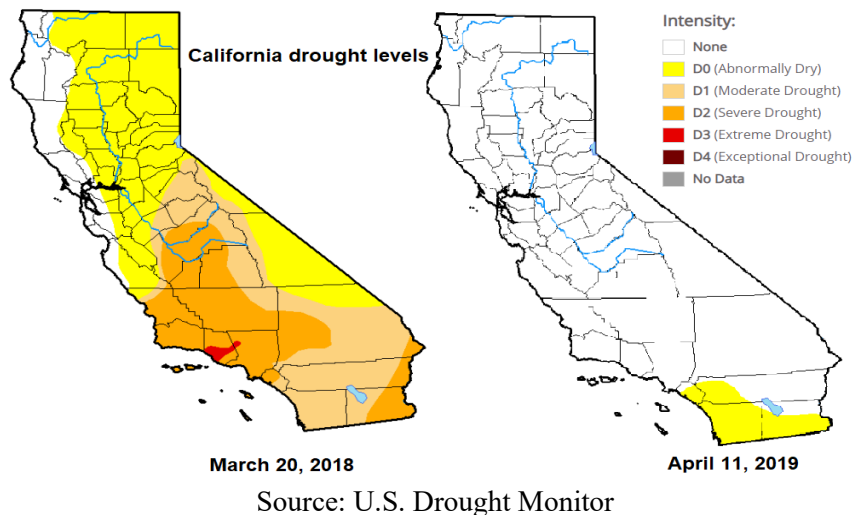 California drought levels
Intensity:
None
D0 (Abnormally Dry)
D1 (Moderate Drought)
D2 (Severe Drought)
D3 (Extreme Drought)
D4 (Exceptional Drought)
No Data
March 20, 2018
April 11, 2019
Source: U.S. Drought Monitor